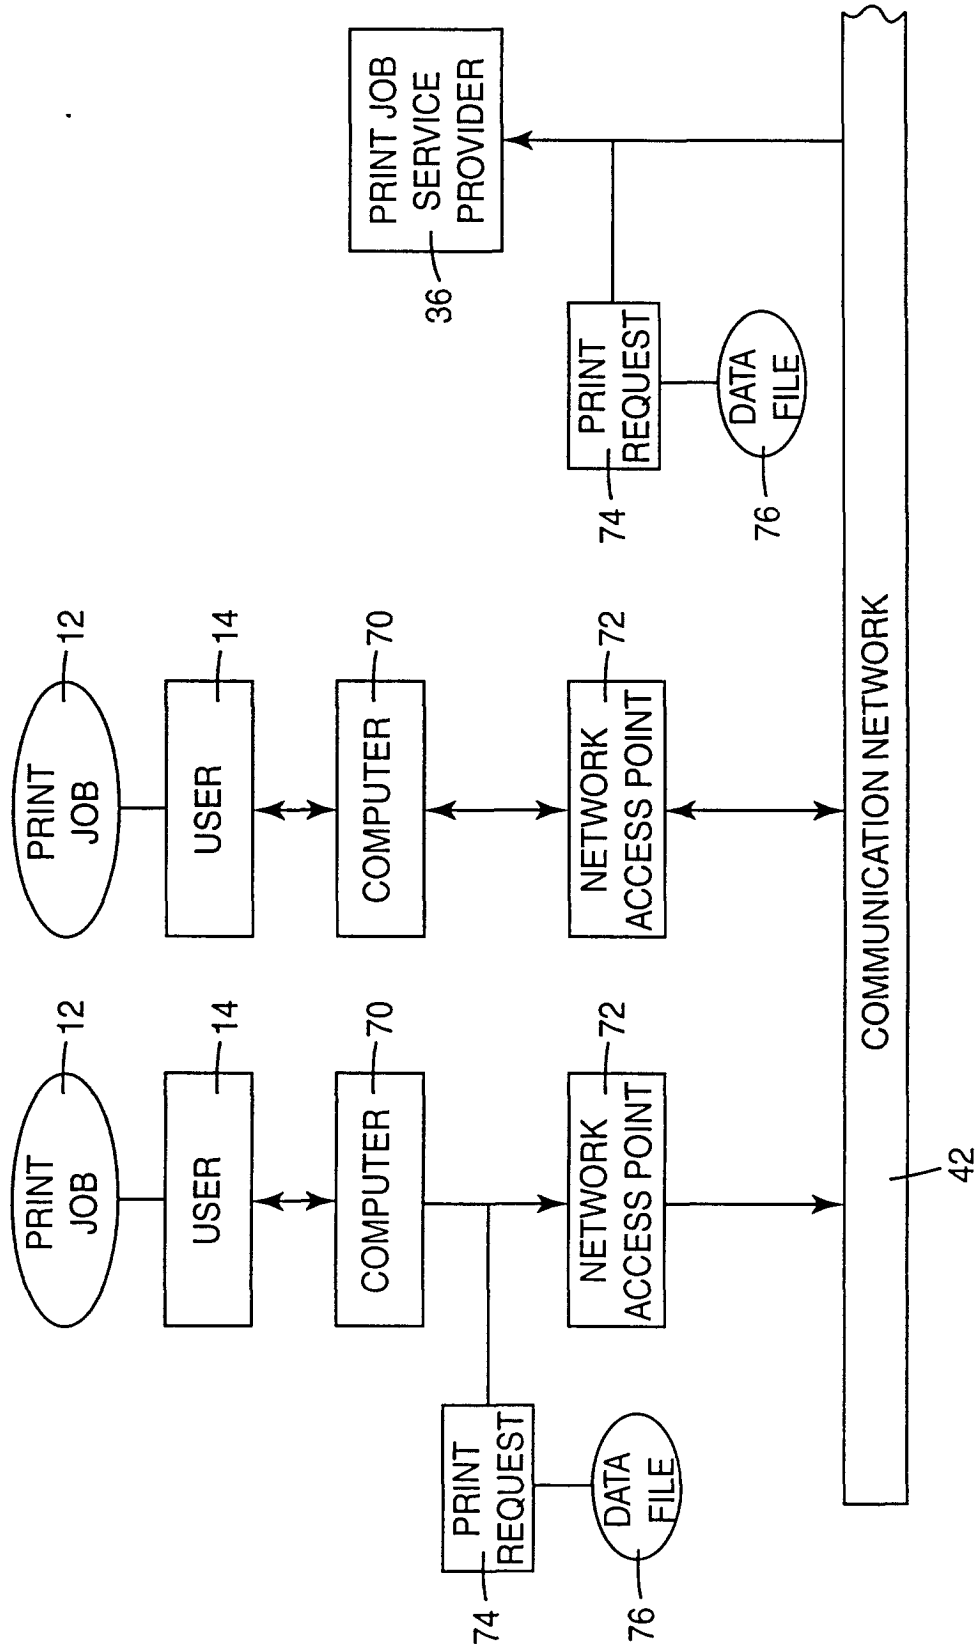 PRINT
JOB
12
USER
14
COMPUTER
70
NETWORK
ACCESS POINT
72
PRINT
REQUEST
74
DATA
FILE
76
PRINT
JOB
12
USER
14
COMPUTER
70
NETWORK
ACCESS POINT
72
PRINT JOB
SERVICE
PROVIDER
36
PRINT
REQUEST
74
DATA
FILE
76
COMMUNICATION NETWORK
42